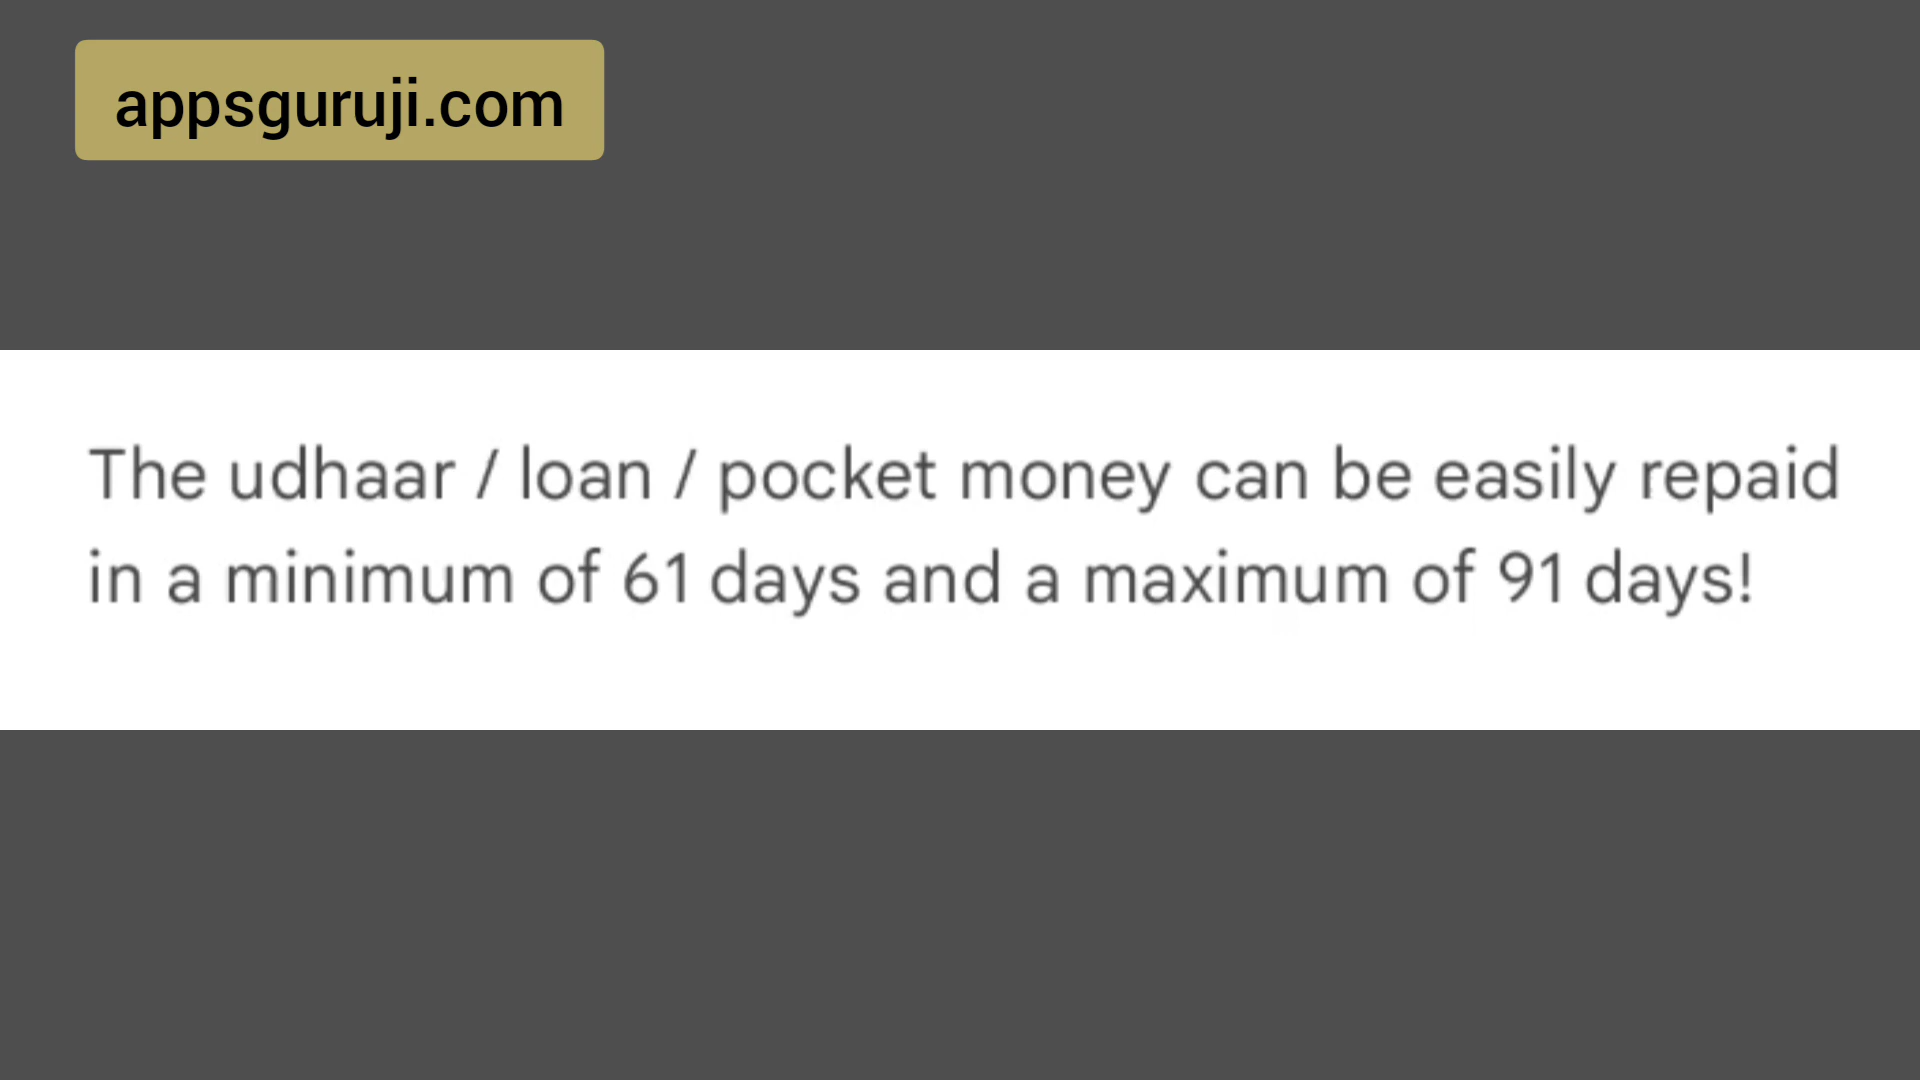 appsguruji.com
The udhaar / loan / pocket money can be easily repaid
in a minimum of 61 days and a maximum of 91 days!